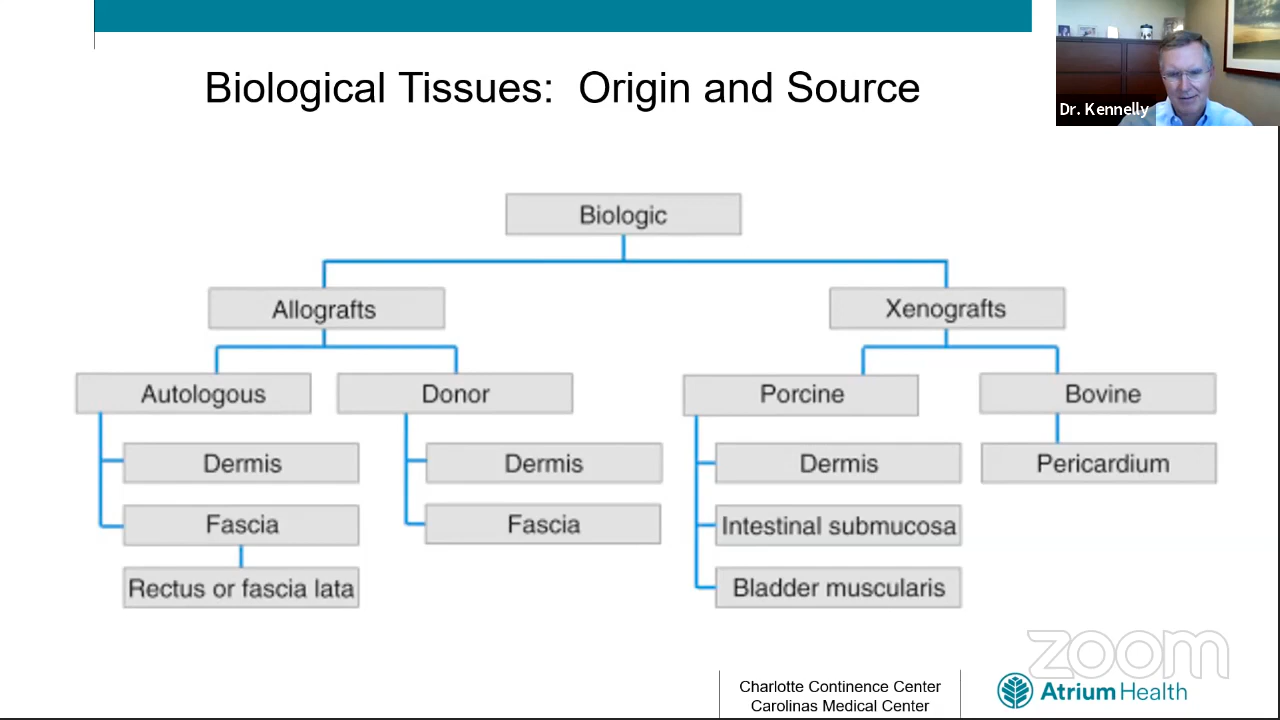 Biological Tissues: Origin and Source
Dr. Kennelly
Biologic
Allografts
Xenografts
Autologous
Donor
Porcine
Bovine
Dermis
Dermis
Dermis
Pericardium
Fascia
Fascia
Intestinal submucosa
Rectus or fascia lata
Bladder muscularis
zoom
Charlotte Continence Center
Carolinas Medical Center
Atrium Health